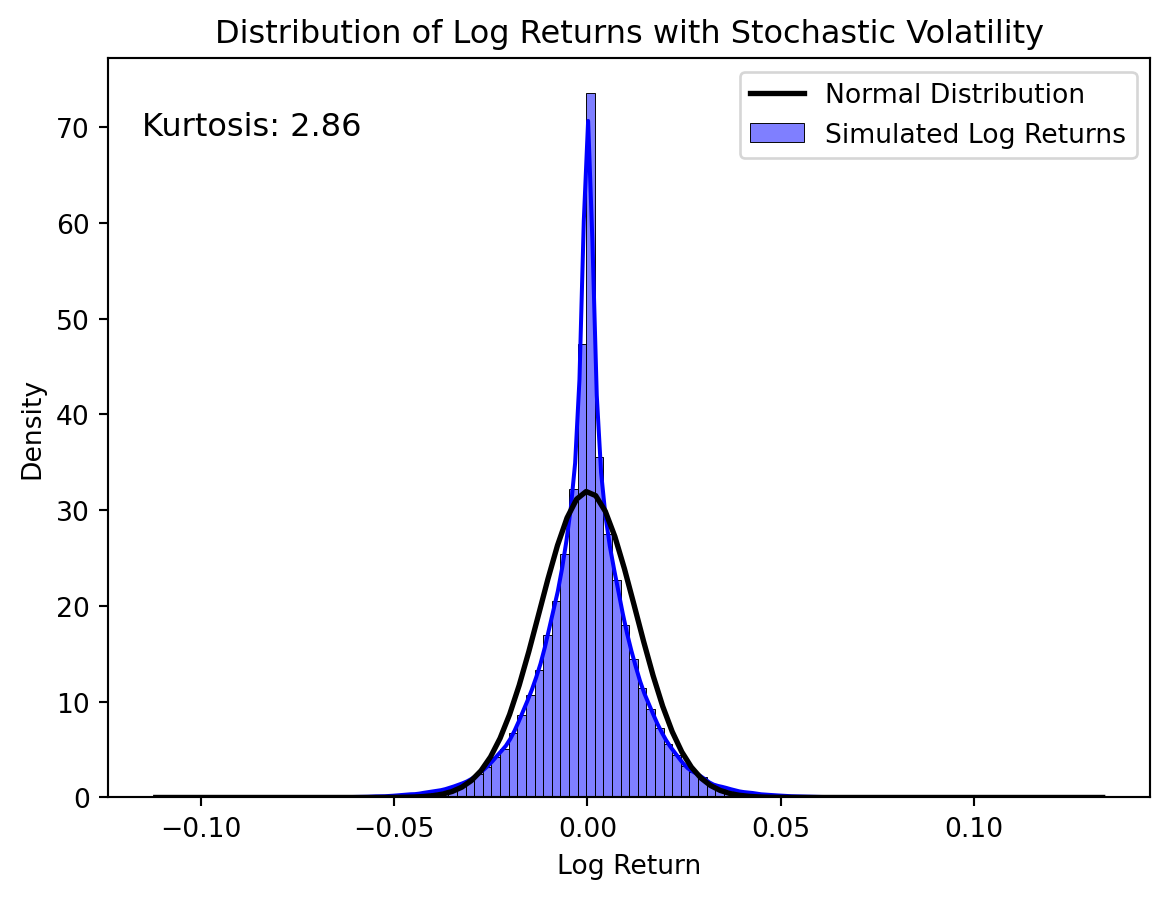 Distribution of Log Returns with Stochastic Volatility
Kurtosis: 2.86
Normal Distribution
Simulated Log Returns
Density
70
60
50
40
30
20
10
0
−0.10
−0.05
0.00
0.05
0.10
Log Return